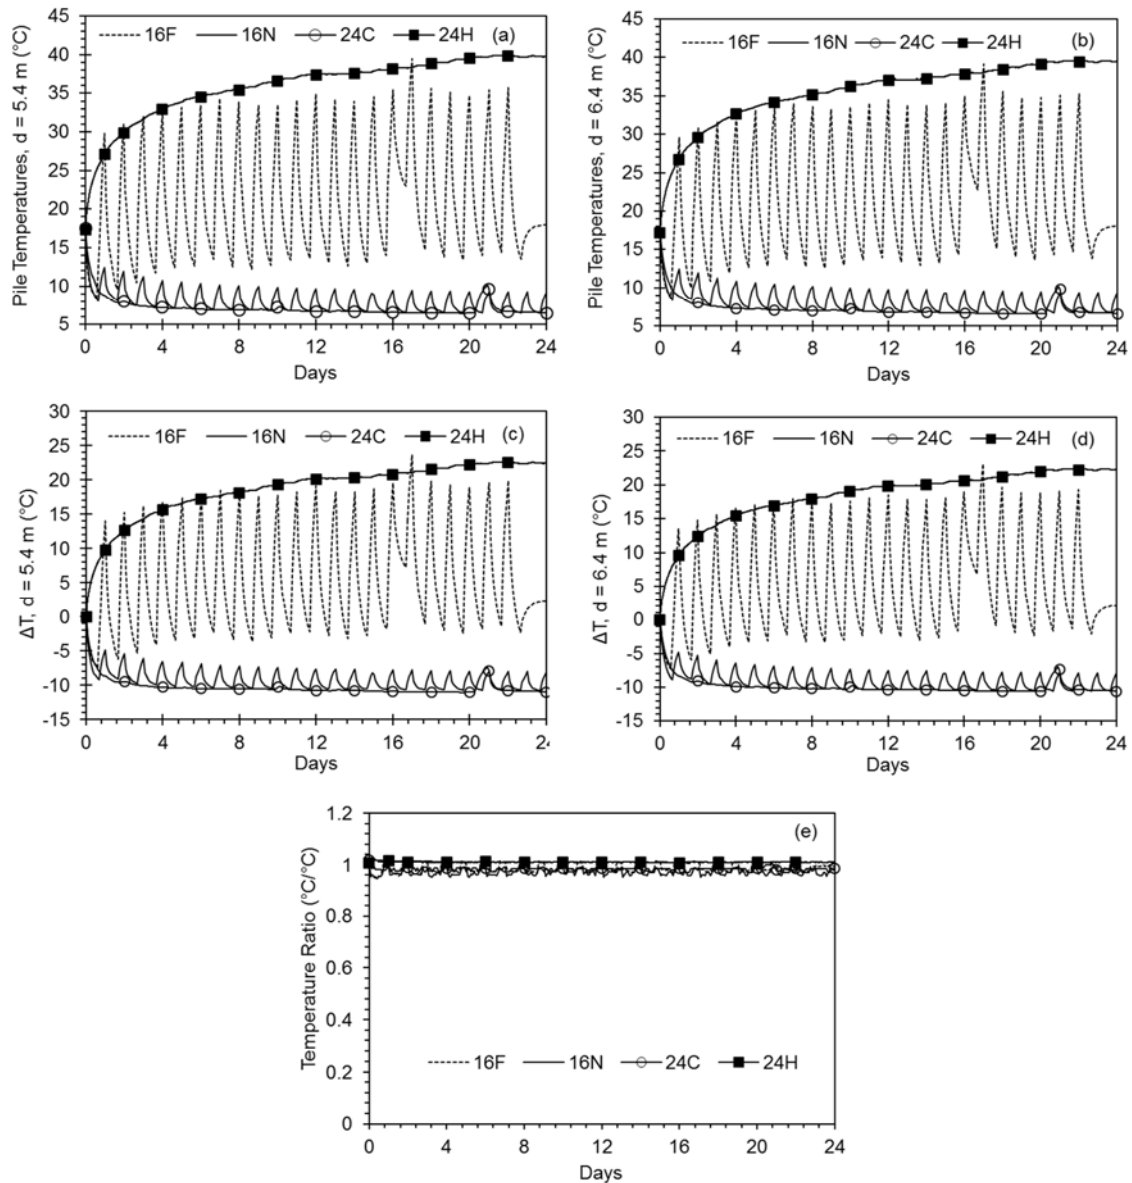 45
40
35
30
25
20
15
10
5
Pile Temperatures, d = 5.4 m (°C)
16F 16N 24C 24H (a)
0 4 8 12 16 20 24
Days
45
40
35
30
25
20
15
10
5
Pile Temperatures, d = 6.4 m (°C)
16F 16N 24C 24H (b)
0 4 8 12 16 20 24
Days
30
25
20
15
10
5
0
-5
-10
-15
ΔT, d = 5.4 m (°C)
16F 16N 24C 24H (c)
0 4 8 12 16 20 24
Days
30
25
20
15
10
5
0
-5
-10
-15
ΔT, d = 6.4 m (°C)
16F 16N 24C 24H (d)
0 4 8 12 16 20 24
Days
1.2
1
0.8
0.6
0.4
0.2
0
Temperature Ratio (°C/°C)
(e)
16F 16N 24C 24H
0 4 8 12 16 20 24
Days